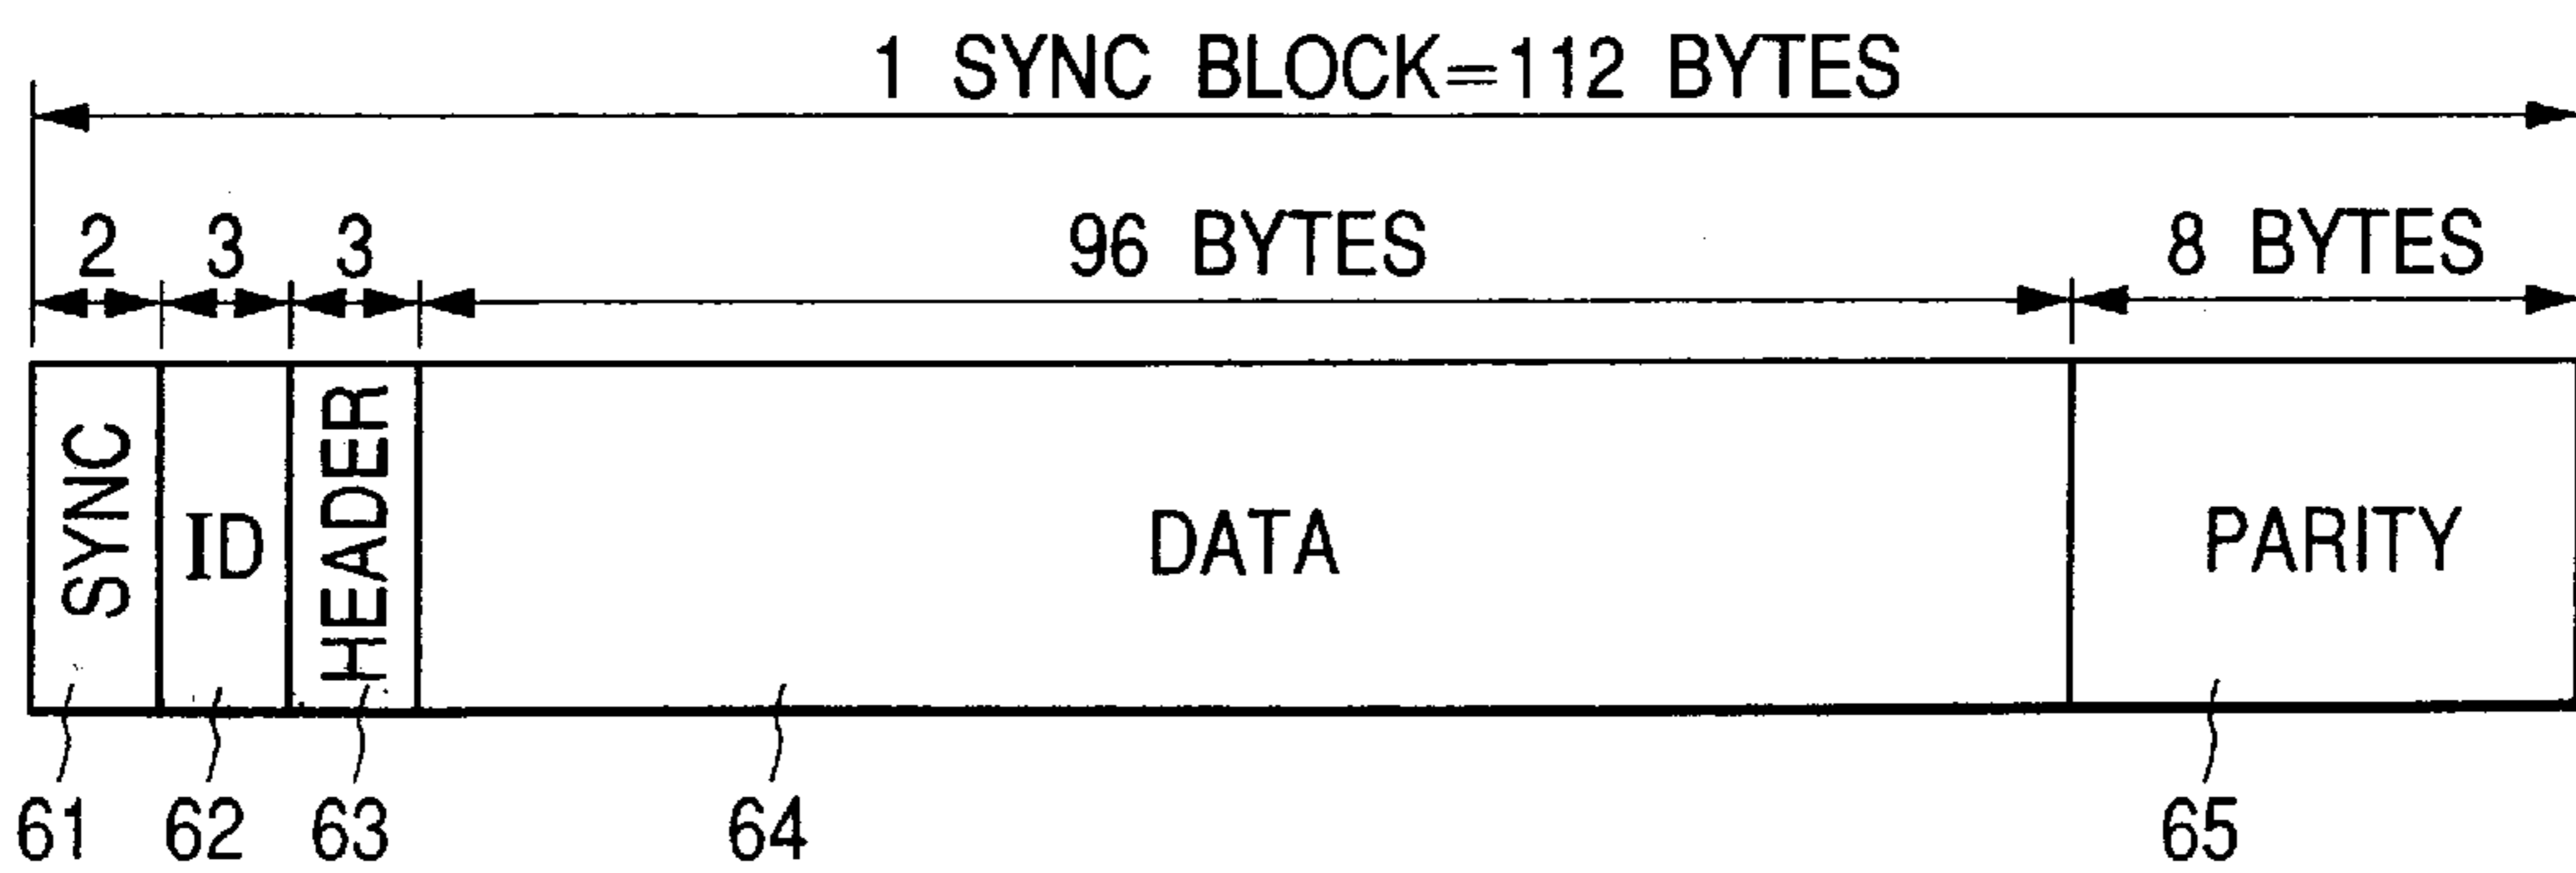 1 SYNC BLOCK=112 BYTES
2 3 3 96 BYTES 8 BYTES
SYNC ID HEADER DATA PARITY
61 62 63 64 65